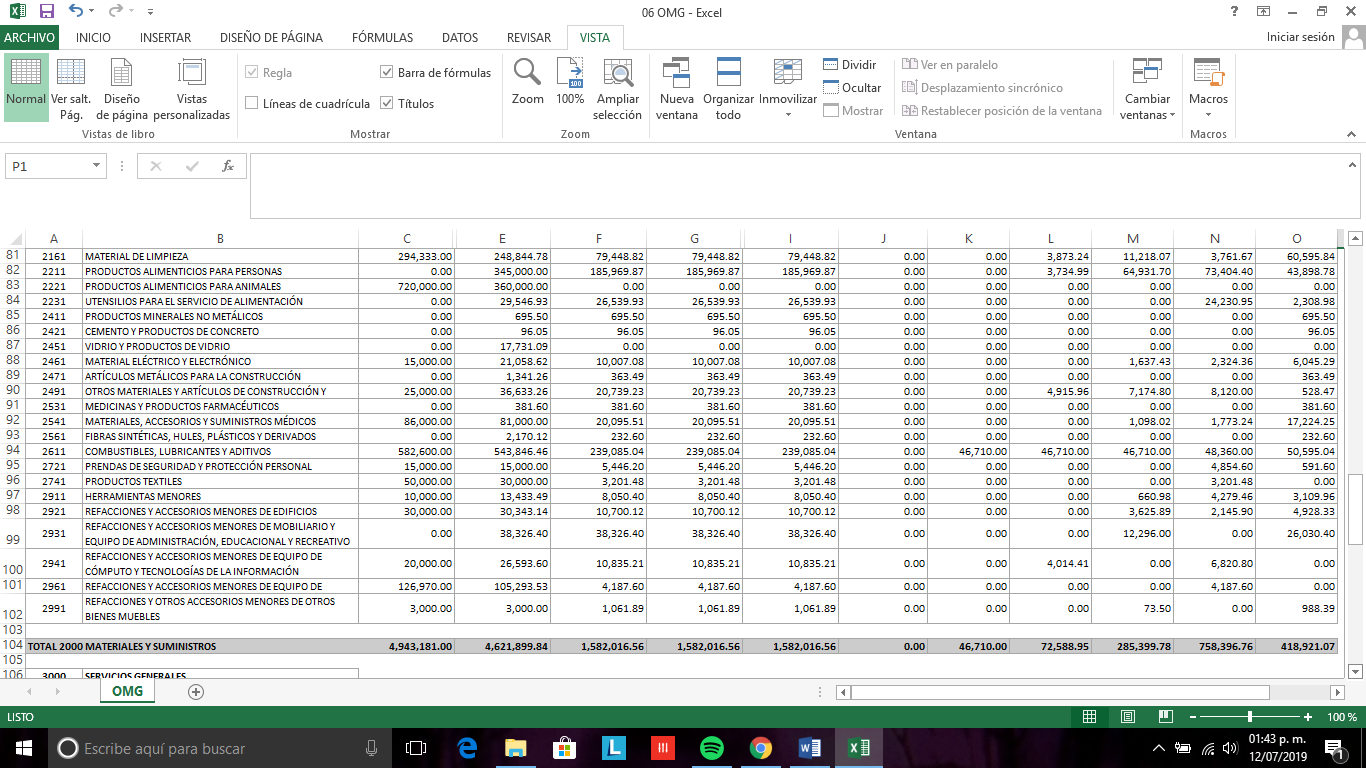 06 OMG - Excel
ARCHIVO INICIO INSERTAR DISEÑO DE PÁGINA FÓRMULAS DATOS REVISAR VISTA Iniciar sesión
Normal Ver salt. Pág. Diseño de página Vistas personalizadas
Vistas de libro
Regla Barra de fórmulas
Líneas de cuadrícula Títulos
Mostrar
Zoom 100% Ampliar selección
Zoom
Nueva ventana Organizar todo Inmovilizar
Dividir Ver en paralelo
Ocultar Desplazamiento sincrónico
Mostrar Restablecer posición de la ventana
Cambiar ventanas
Ventana
Macros
Macros
P1 fx
A B C E F G I J K L M N O
81 2161 MATERIAL DE LIMPIEZA 294,333.00 248,844.78 79,448.82 79,448.82 79,448.82 0.00 0.00 3,873.24 11,218.07 3,761.67 60,595.84
82 2211 PRODUCTOS ALIMENTICIOS PARA PERSONAS 0.00 345,000.00 185,969.87 185,969.87 185,969.87 0.00 0.00 3,734.99 64,931.70 73,404.40 43,898.78
83 2221 PRODUCTOS ALIMENTICIOS PARA ANIMALES 720,000.00 360,000.00 0.00 0.00 0.00 0.00 0.00 0.00 0.00 0.00 0.00
84 2231 UTENSILIOS PARA EL SERVICIO DE ALIMENTACIÓN 0.00 29,546.93 26,539.93 26,539.93 26,539.93 0.00 0.00 0.00 0.00 24,230.95 2,308.98
85 2411 PRODUCTOS MINERALES NO METÁLICOS 0.00 695.50 695.50 695.50 695.50 0.00 0.00 0.00 0.00 0.00 695.50
86 2421 CEMENTO Y PRODUCTOS DE CONCRETO 0.00 96.05 96.05 96.05 96.05 0.00 0.00 0.00 0.00 0.00 96.05
87 2451 VIDRIO Y PRODUCTOS DE VIDRIO 0.00 17,731.09 0.00 0.00 0.00 0.00 0.00 0.00 0.00 0.00 0.00
88 2461 MATERIAL ELÉCTRICO Y ELECTRÓNICO 15,000.00 21,058.62 10,007.08 10,007.08 10,007.08 0.00 0.00 0.00 1,637.43 2,324.36 6,045.29
89 2471 ARTÍCULOS METÁLICOS PARA LA CONSTRUCCIÓN 0.00 1,341.26 363.49 363.49 363.49 0.00 0.00 0.00 0.00 0.00 363.49
90 2491 OTROS MATERIALES Y ARTÍCULOS DE CONSTRUCCIÓN Y 25,000.00 36,633.26 20,739.23 20,739.23 20,739.23 0.00 0.00 4,915.96 7,174.80 8,120.00 528.47
91 2531 MEDICINAS Y PRODUCTOS FARMACÉUTICOS 0.00 381.60 381.60 381.60 381.60 0.00 0.00 0.00 0.00 0.00 381.60
92 2541 MATERIALES, ACCESORIOS Y SUMINISTROS MÉDICOS 86,000.00 81,000.00 20,095.51 20,095.51 20,095.51 0.00 0.00 0.00 1,098.02 1,773.24 17,224.25
93 2561 FIBRAS SINTÉTICAS, HULES, PLÁSTICOS Y DERIVADOS 0.00 2,170.12 232.60 232.60 232.60 0.00 0.00 0.00 0.00 0.00 232.60
94 2611 COMBUSTIBLES, LUBRICANTES Y ADITIVOS 582,600.00 543,846.46 239,085.04 239,085.04 239,085.04 0.00 46,710.00 46,710.00 46,710.00 48,360.00 50,595.04
95 2721 PRENDAS DE SEGURIDAD Y PROTECCIÓN PERSONAL 15,000.00 15,000.00 5,446.20 5,446.20 5,446.20 0.00 0.00 0.00 0.00 4,854.60 591.60
96 2741 PRODUCTOS TEXTILES 50,000.00 30,000.00 3,201.48 3,201.48 3,201.48 0.00 0.00 0.00 0.00 3,201.48 0.00
97 2911 HERRAMIENTAS MENORES 10,000.00 13,433.49 8,050.40 8,050.40 8,050.40 0.00 0.00 0.00 660.98 4,279.46 3,109.96
98 2921 REFACCIONES Y ACCESORIOS MENORES DE EDIFICIOS 30,000.00 30,343.14 10,700.12 10,700.12 10,700.12 0.00 0.00 0.00 3,625.89 2,145.90 4,928.33
REFACCIONES Y ACCESORIOS MENORES DE MOBILIARIO Y
99 2931 EQUIPO DE ADMINISTRACIÓN, EDUCACIONAL Y RECREATIVO 0.00 38,326.40 38,326.40 38,326.40 38,326.40 0.00 0.00 0.00 12,296.00 0.00 26,030.40
REFACCIONES Y ACCESORIOS MENORES DE EQUIPO DE
100 2941 CÓMPUTO Y TECNOLOGÍAS DE LA INFORMACIÓN 20,000.00 26,593.60 10,835.21 10,835.21 10,835.21 0.00 0.00 4,014.41 0.00 6,820.80 0.00
101 2961 REFACCIONES Y ACCESORIOS MENORES DE EQUIPO DE 126,970.00 105,293.53 4,187.60 4,187.60 4,187.60 0.00 0.00 0.00 0.00 4,187.60 0.00
REFACCIONES Y OTROS ACCESORIOS MENORES DE OTROS
102 2991 BIENES MUEBLES 3,000.00 3,000.00 1,061.89 1,061.89 1,061.89 0.00 0.00 0.00 73.50 0.00 988.39
103
104 TOTAL 2000 MATERIALES Y SUMINISTROS 4,943,181.00 4,621,899.84 1,582,016.56 1,582,016.56 1,582,016.56 0.00 46,710.00 72,588.95 285,399.78 758,396.76 418,921.07
105
106 3000 SERVICIOS GENERALES
OMG
LISTO 100 %
Escribe aquí para buscar 01:43 p. m.
12/07/2019 1